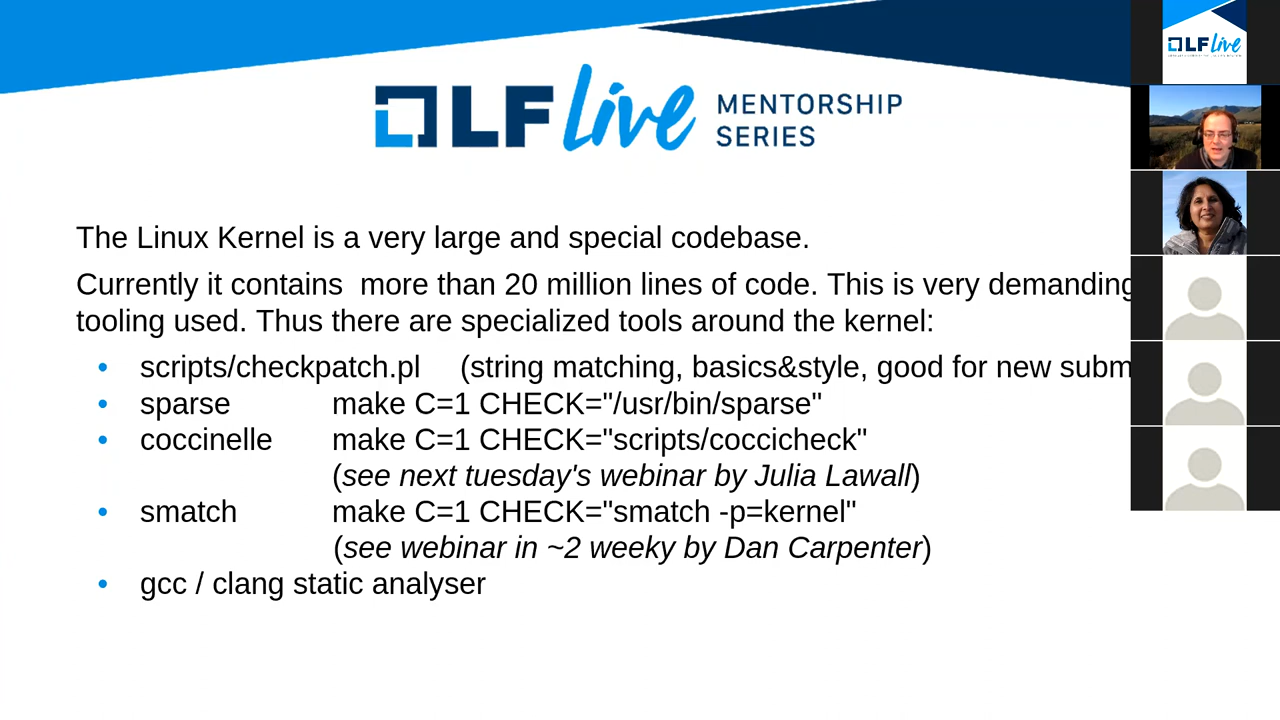 LF Live MENTORSHIP
SERIES
LF Live
The Linux Kernel is a very large and special codebase.
Currently it contains  more than 20 million lines of code. This is very demanding
tooling used. Thus there are specialized tools around the kernel:
• scripts/checkpatch.pl (string matching, basics&style, good for new subm
• sparse make C=1 CHECK="/usr/bin/sparse"
• coccinelle make C=1 CHECK="scripts/coccicheck"
(see next tuesday's webinar by Julia Lawall)
• smatch make C=1 CHECK="smatch -p=kernel"
(see webinar in ~2 weeky by Dan Carpenter)
• gcc / clang static analyser